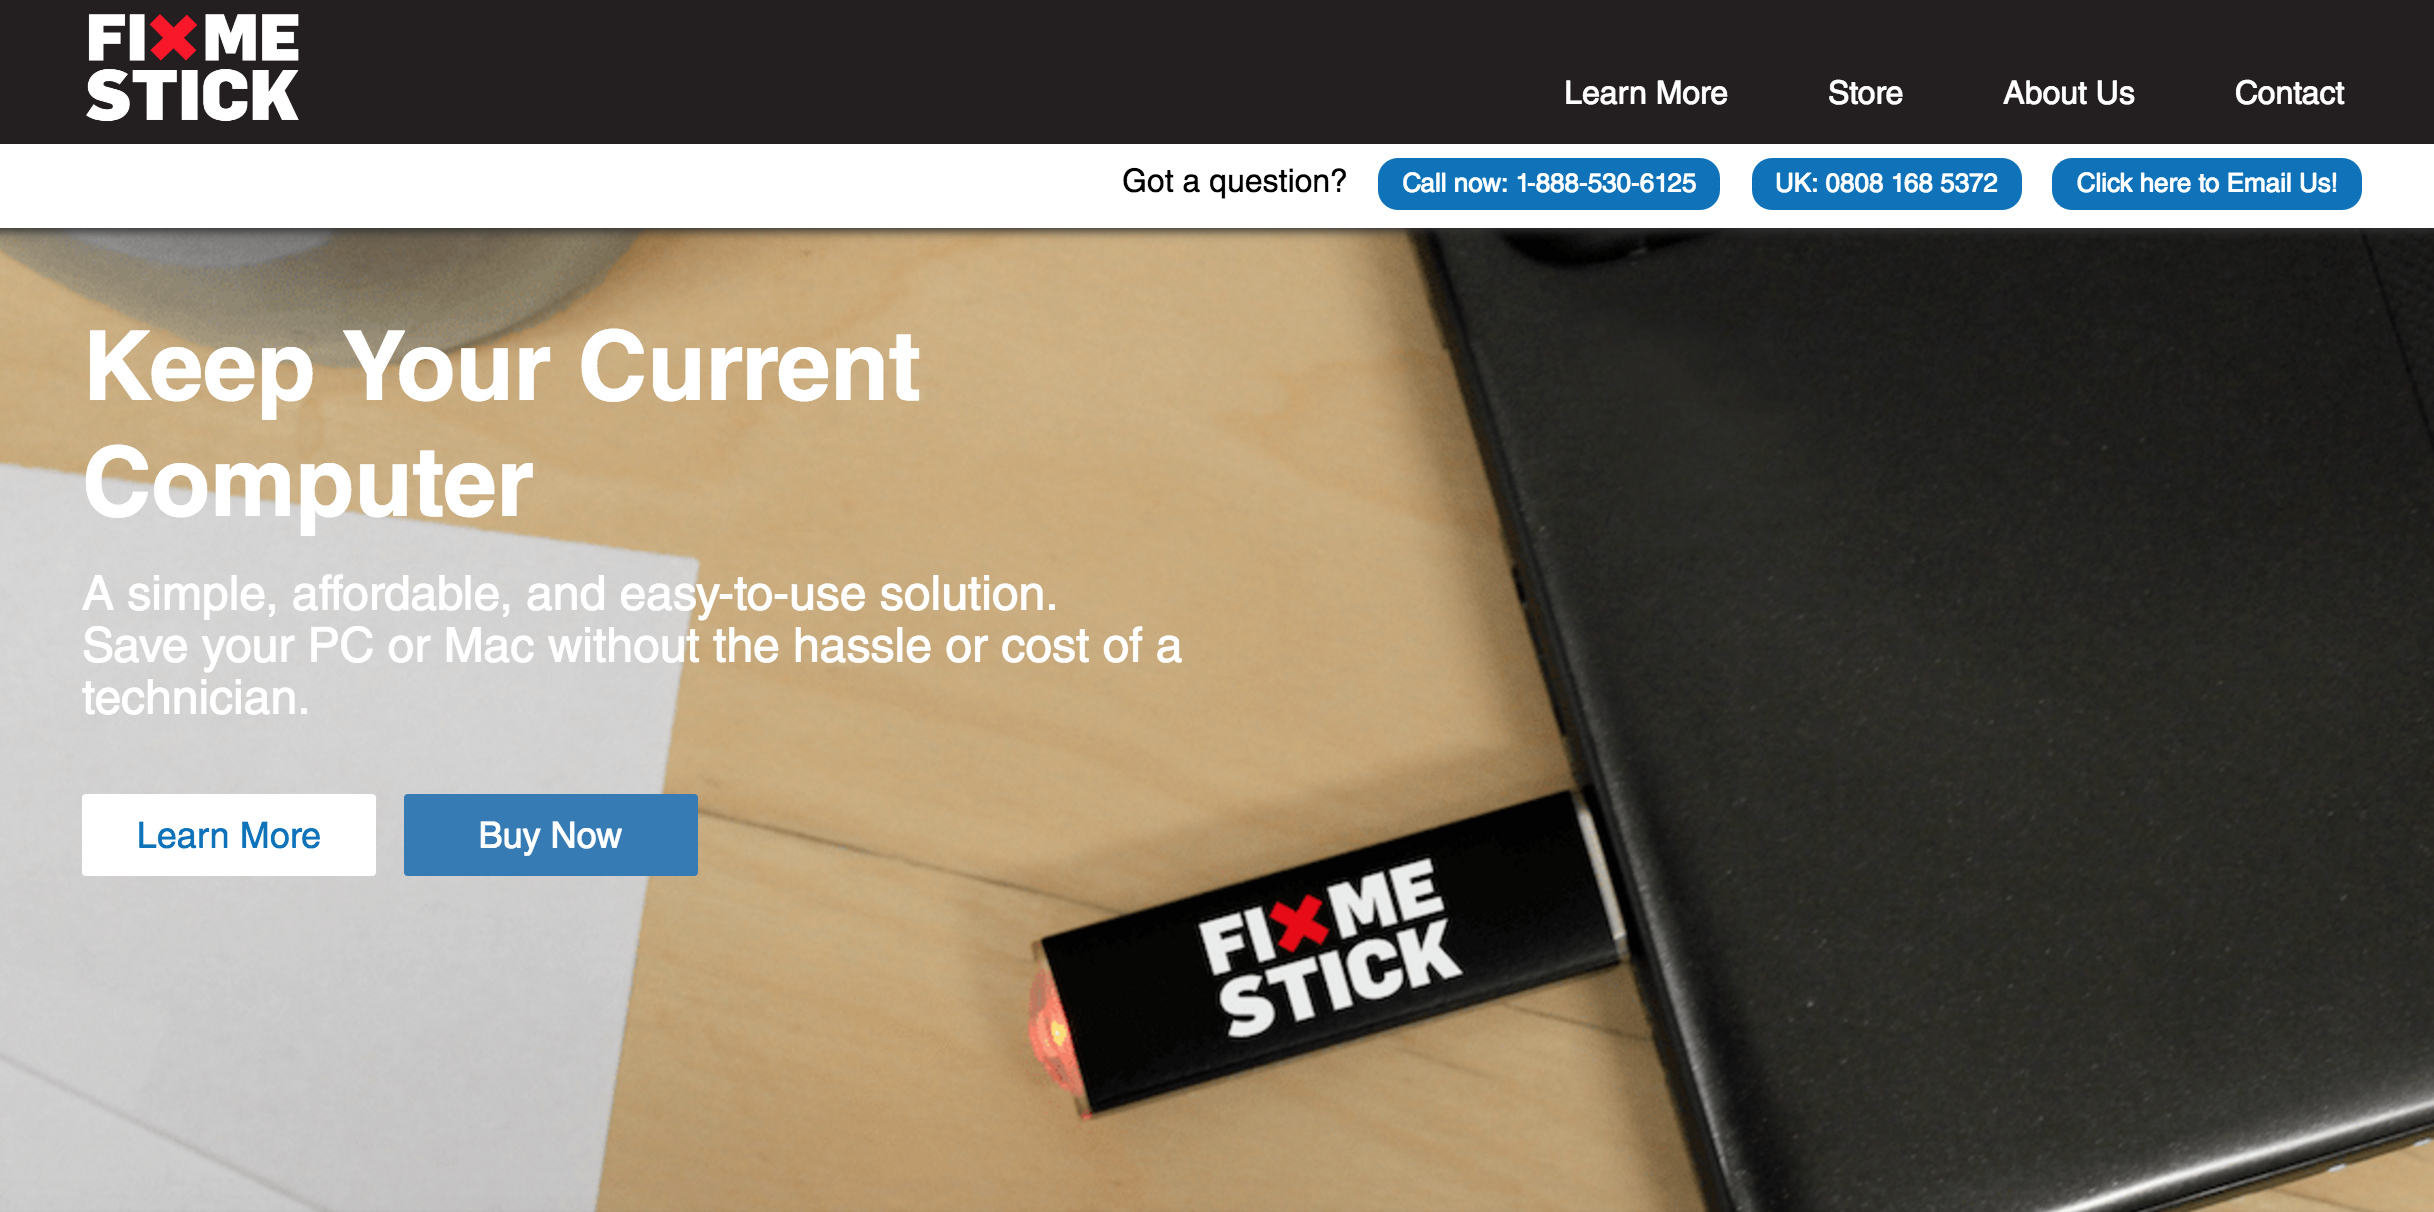 FIXME
STICK
Learn More
Store
About Us
Contact
Got a question?
Call now: 1-888-530-6125
UK: 0808 168 5372
Click here to Email Us!
Keep Your Current
Computer
A simple, affordable, and easy-to-use solution.
Save your PC or Mac without the hassle or cost of a
technician.
Learn More
Buy Now
FIXME
STICK